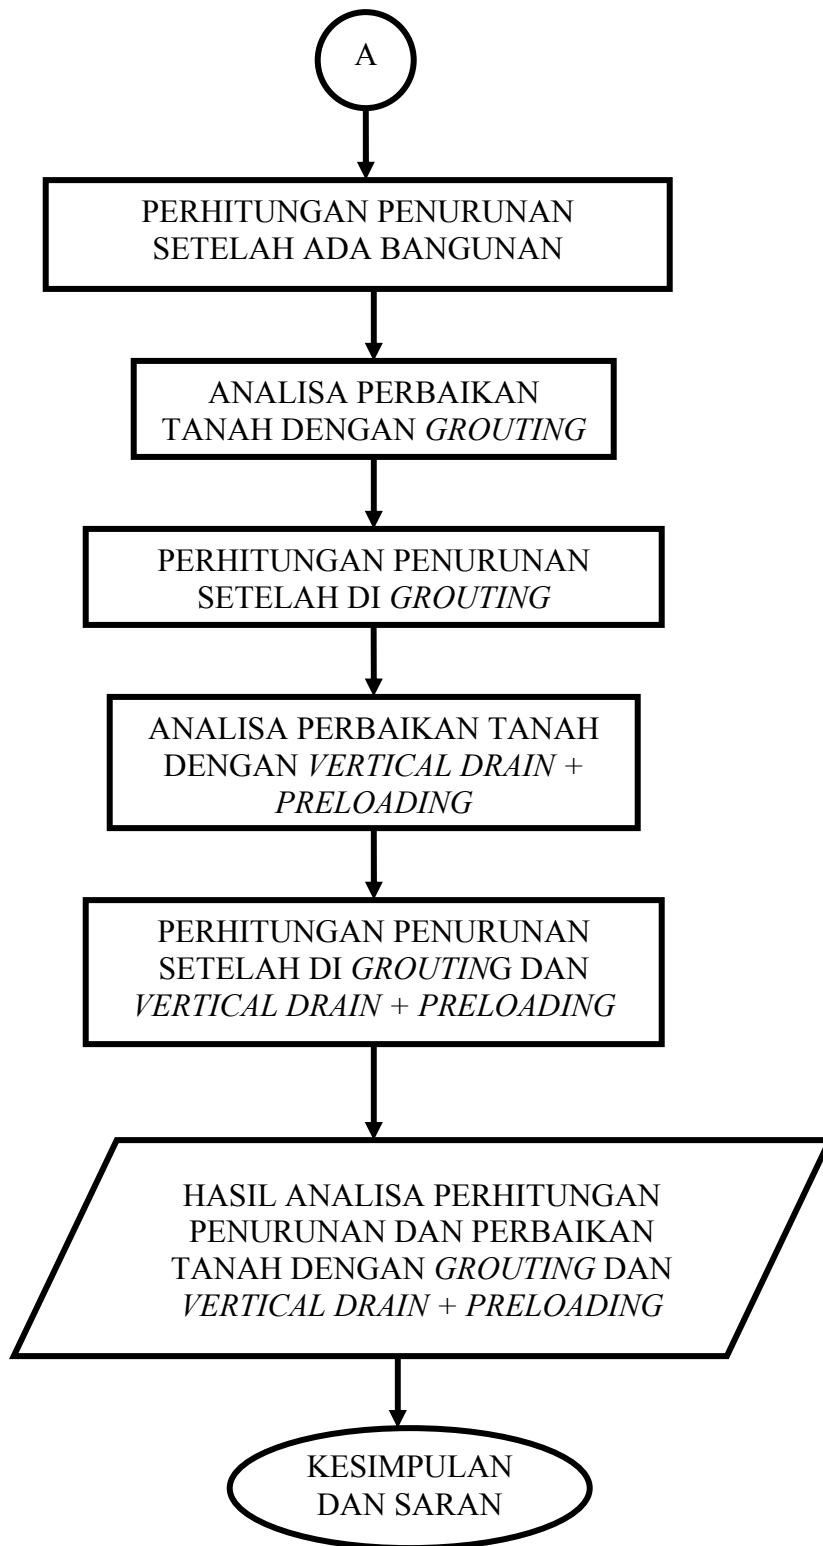 A
PERHITUNGAN PENURUNAN
SETELAH ADA BANGUNAN
ANALISA PERBAIKAN
TANAH DENGAN GROUTING
PERHITUNGAN PENURUNAN
SETELAH DI GROUTING
ANALISA PERBAIKAN TANAH
DENGAN VERTICAL DRAIN +
PRELOADING
PERHITUNGAN PENURUNAN
SETELAH DI GROUTING DAN
VERTICAL DRAIN + PRELOADING
HASIL ANALISA PERHITUNGAN
PENURUNAN DAN PERBAIKAN
TANAH DENGAN GROUTING DAN
VERTICAL DRAIN + PRELOADING
KESIMPULAN
DAN SARAN